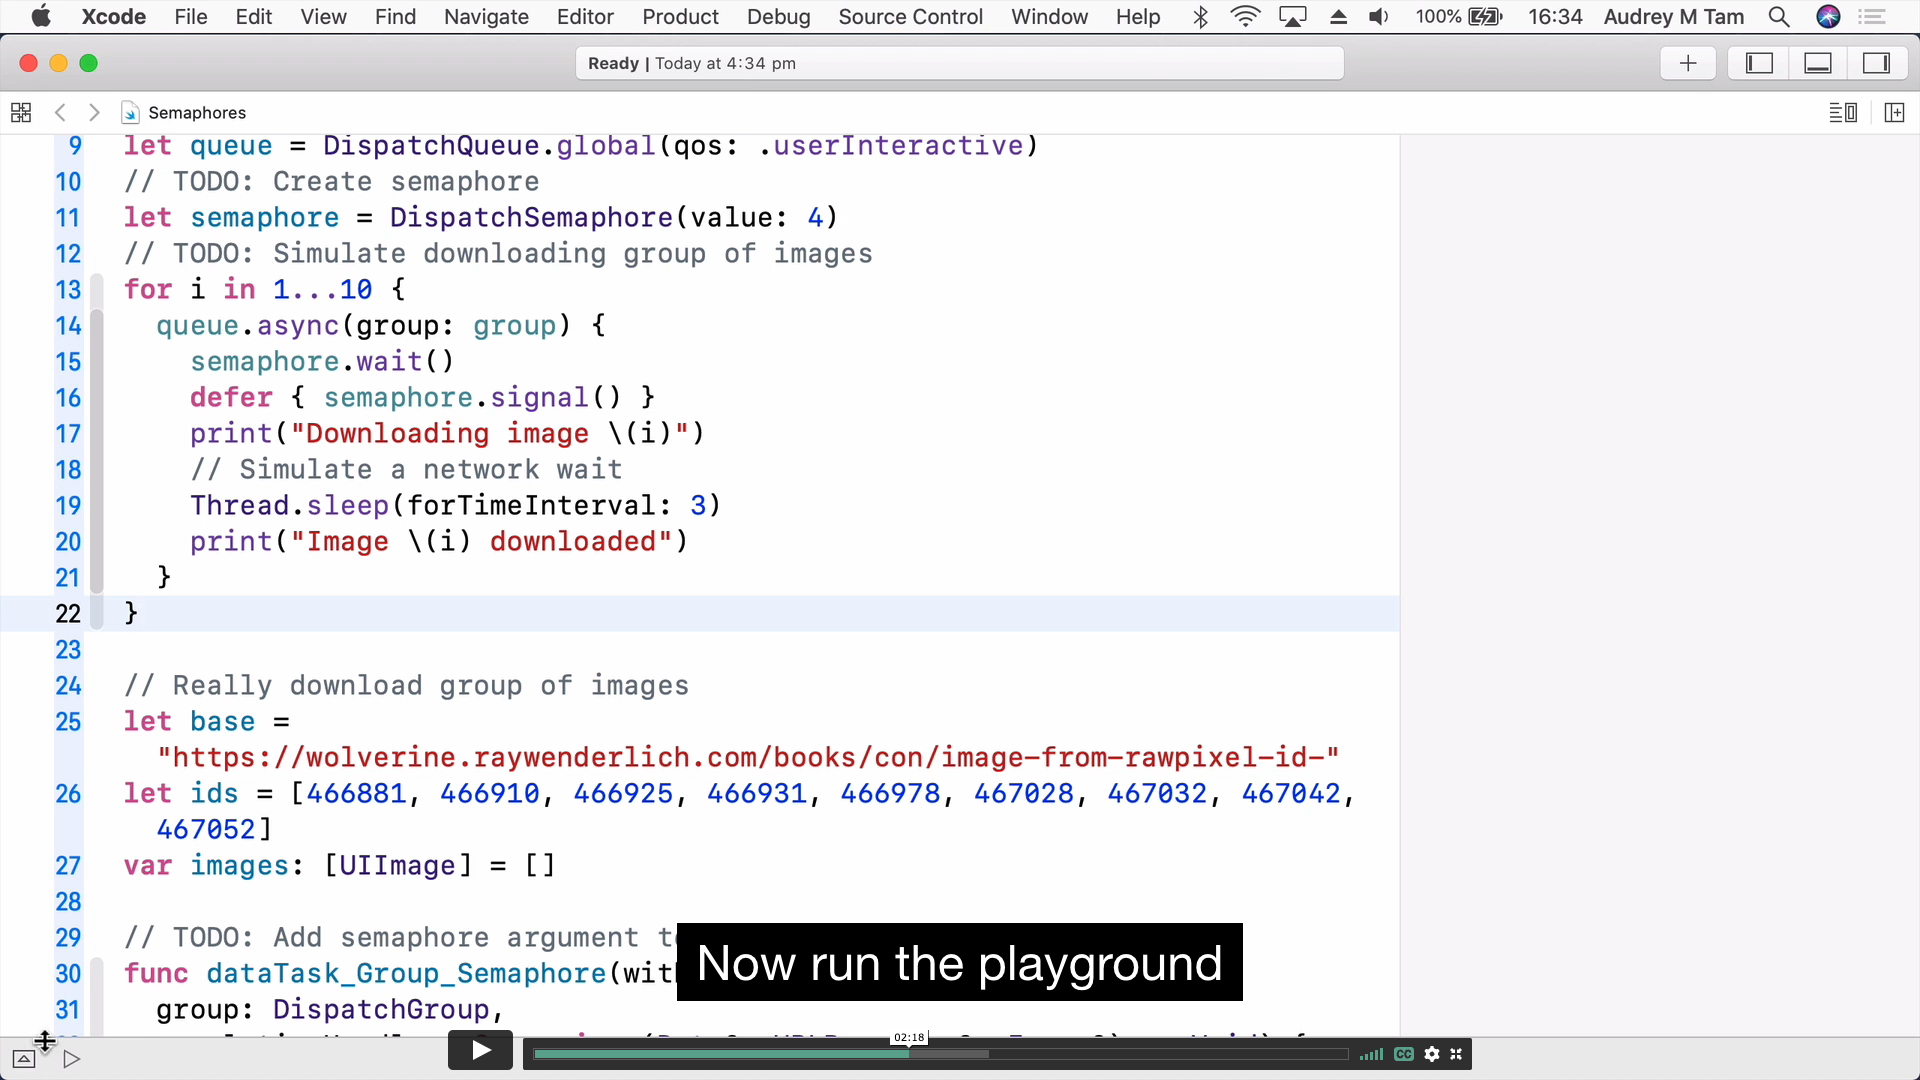 Xcode File Edit View Find Navigate Editor Product Debug Source Control Window Help 100% 16:34 Audrey M Tam
Ready | Today at 4:34 pm
Semaphores
9 let queue = DispatchQueue.global(qos: .userInteractive)
10 // TODO: Create semaphore
11 let semaphore = DispatchSemaphore(value: 4)
12 // TODO: Simulate downloading group of images
13 for i in 1...10 {
14 queue.async(group: group) {
15 semaphore.wait()
16 defer { semaphore.signal() }
17 print("Downloading image \(i)")
18 // Simulate a network wait
19 Thread.sleep(forTimeInterval: 3)
20 print("Image \(i) downloaded")
21 }
22 }
23
24 // Really download group of images
25 let base =
"https://wolverine.raywenderlich.com/books/con/image-from-rawpixel-id-"
26 let ids = [466881, 466910, 466925, 466931, 466978, 467028, 467032, 467042,
467052]
27 var images: [UIImage] = []
28
29 // TODO: Add semaphore argument
30 func dataTask_Group_Semaphore(wit
Now run the playground
31 group: DispatchGroup,
02:18
CC